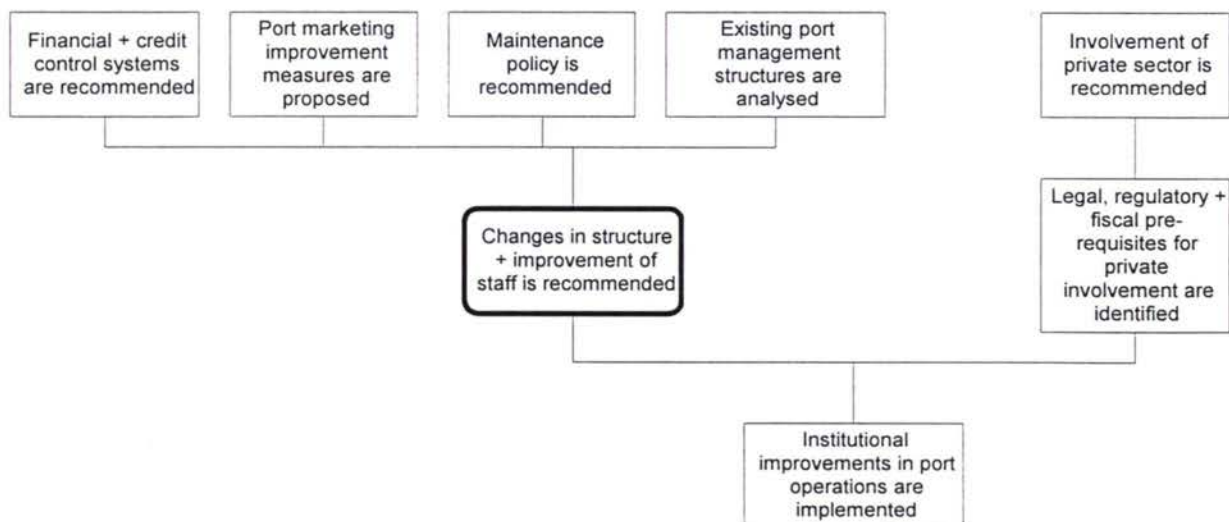 Financial + credit
control systems
are recommended
Port marketing
improvement
measures are
proposed
Maintenance
policy is
recommended
Existing port
management
structures are
analysed
Involvement of
private sector is
recommended
Changes in structure
+ improvement of
staff is recommended
Legal, regulatory +
fiscal pre-
requisites for
private
involvement are
identified
Institutional
improvements in port
operations are
implemented